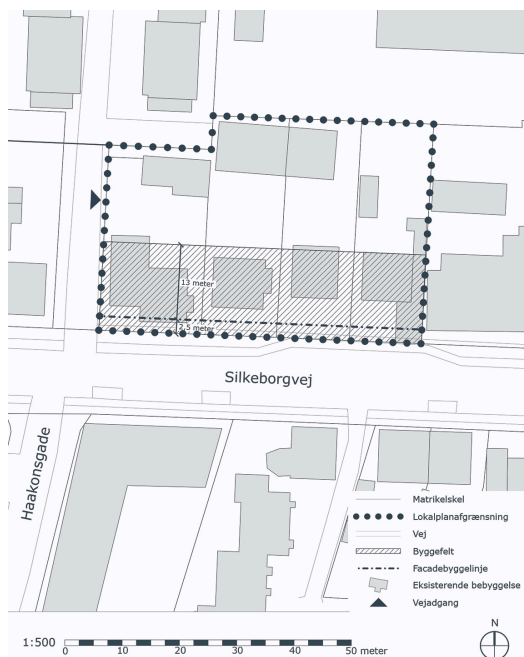 13 meter
2,5 meter
Silkeborgvej
Haakonsgade
Matrikelskel
Lokalplanafgrænsning
Vej
Byggefelt
Facadebyggelinje
Eksisterende bebyggelse
Vejadgang
N
1:500
0 10 20 30 40 50 meter